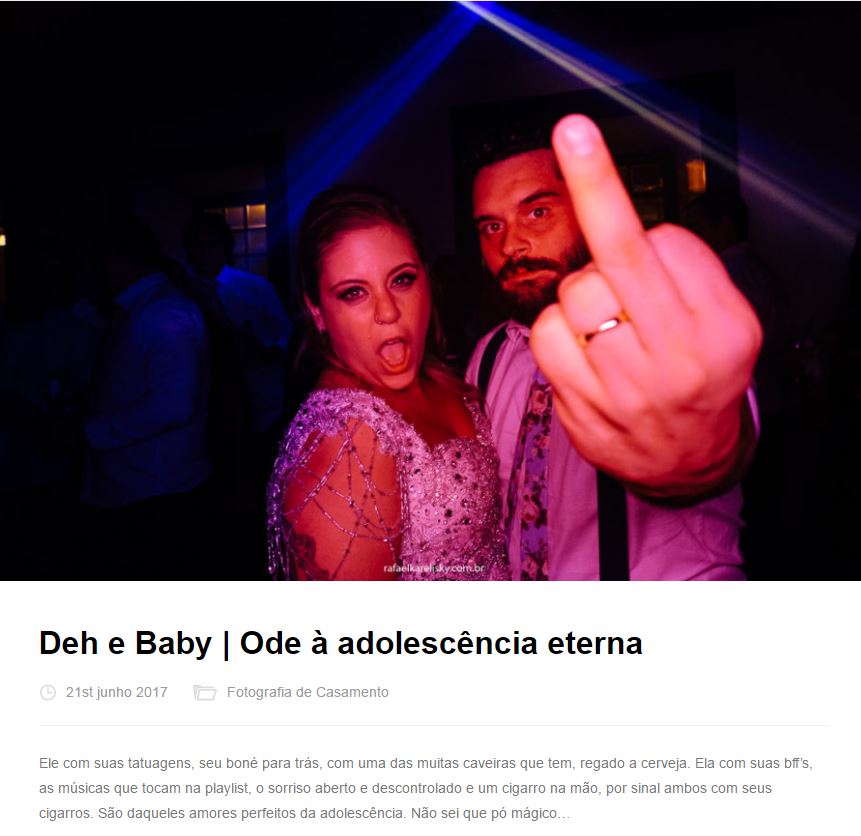 rafaelkarelisky.com.br
Deh e Baby | Ode à adolescência eterna
21st junho 2017 Fotografia de Casamento
Ele com suas tatuagens, seu boné para trás, com uma das muitas caveiras que tem, regado a cerveja. Ela com suas bff’s,
as músicas que tocam na playlist, o sorriso aberto e descontrolado e um cigarro na mão, por sinal ambos com seus
cigarros. São daqueles amores perfeitos da adolescência. Não sei que pó mágico…